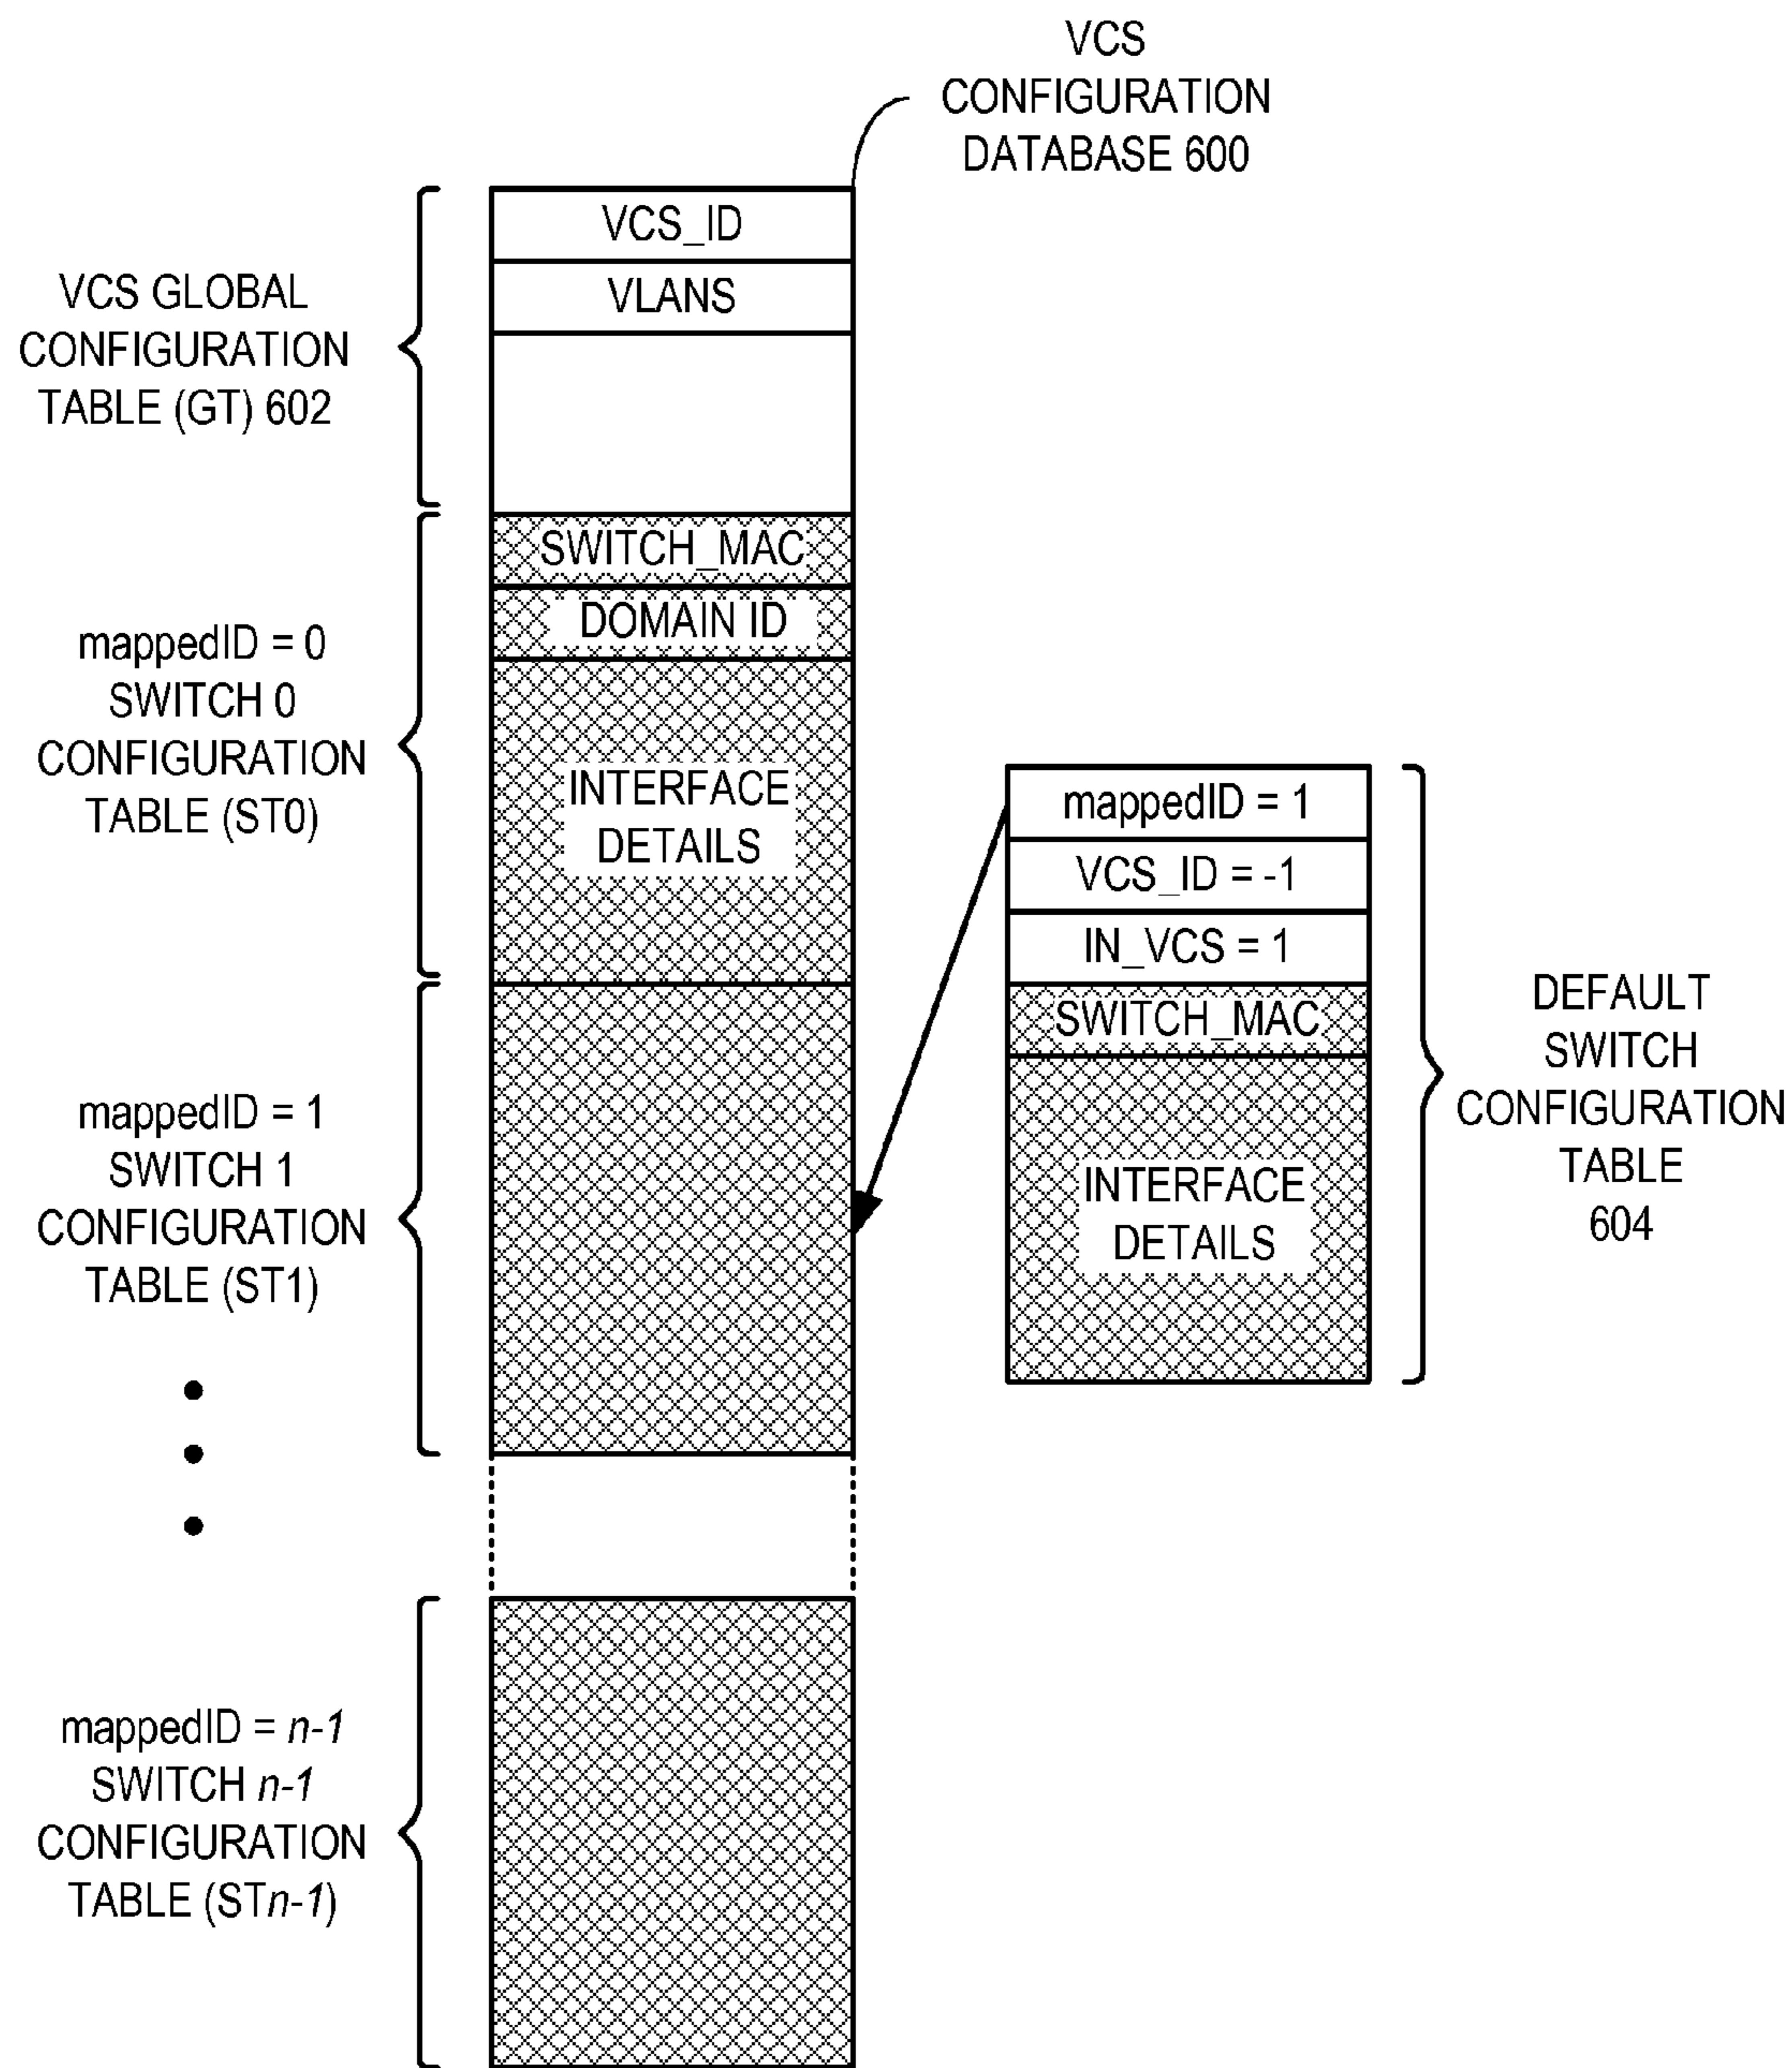 VCS
CONFIGURATION
DATABASE 600
VCS GLOBAL
CONFIGURATION
TABLE (GT) 602
VCS_ID
VLANS
mappedID = 0
SWITCH 0
CONFIGURATION
TABLE (ST0)
SWITCH_MAC
DOMAIN ID
INTERFACE
DETAILS
mappedID = 1
SWITCH 1
CONFIGURATION
TABLE (ST1)
mappedID = 1
VCS_ID = -1
IN_VCS = 1
SWITCH_MAC
INTERFACE
DETAILS
DEFAULT
SWITCH
CONFIGURATION
TABLE
604
mappedID = n-1
SWITCH n-1
CONFIGURATION
TABLE (STn-1)